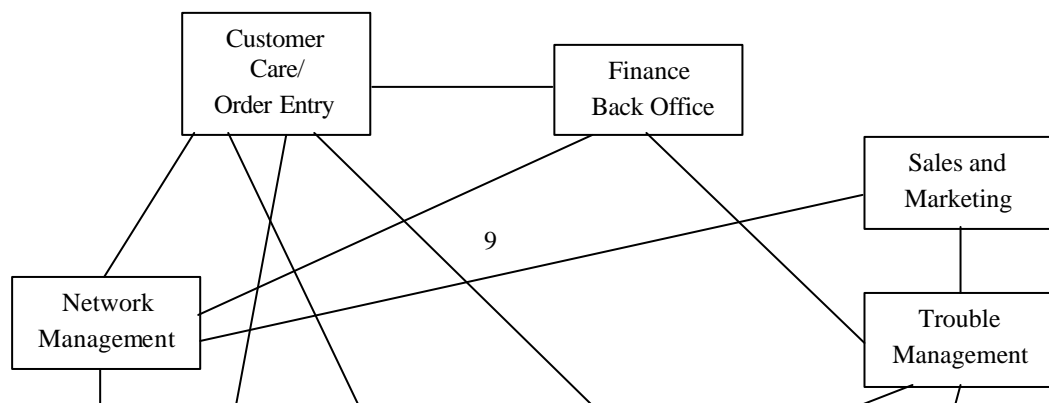 Customer
Care/
Order Entry
Finance
Back Office
Sales and
Marketing
9
Network
Management
Trouble
Management